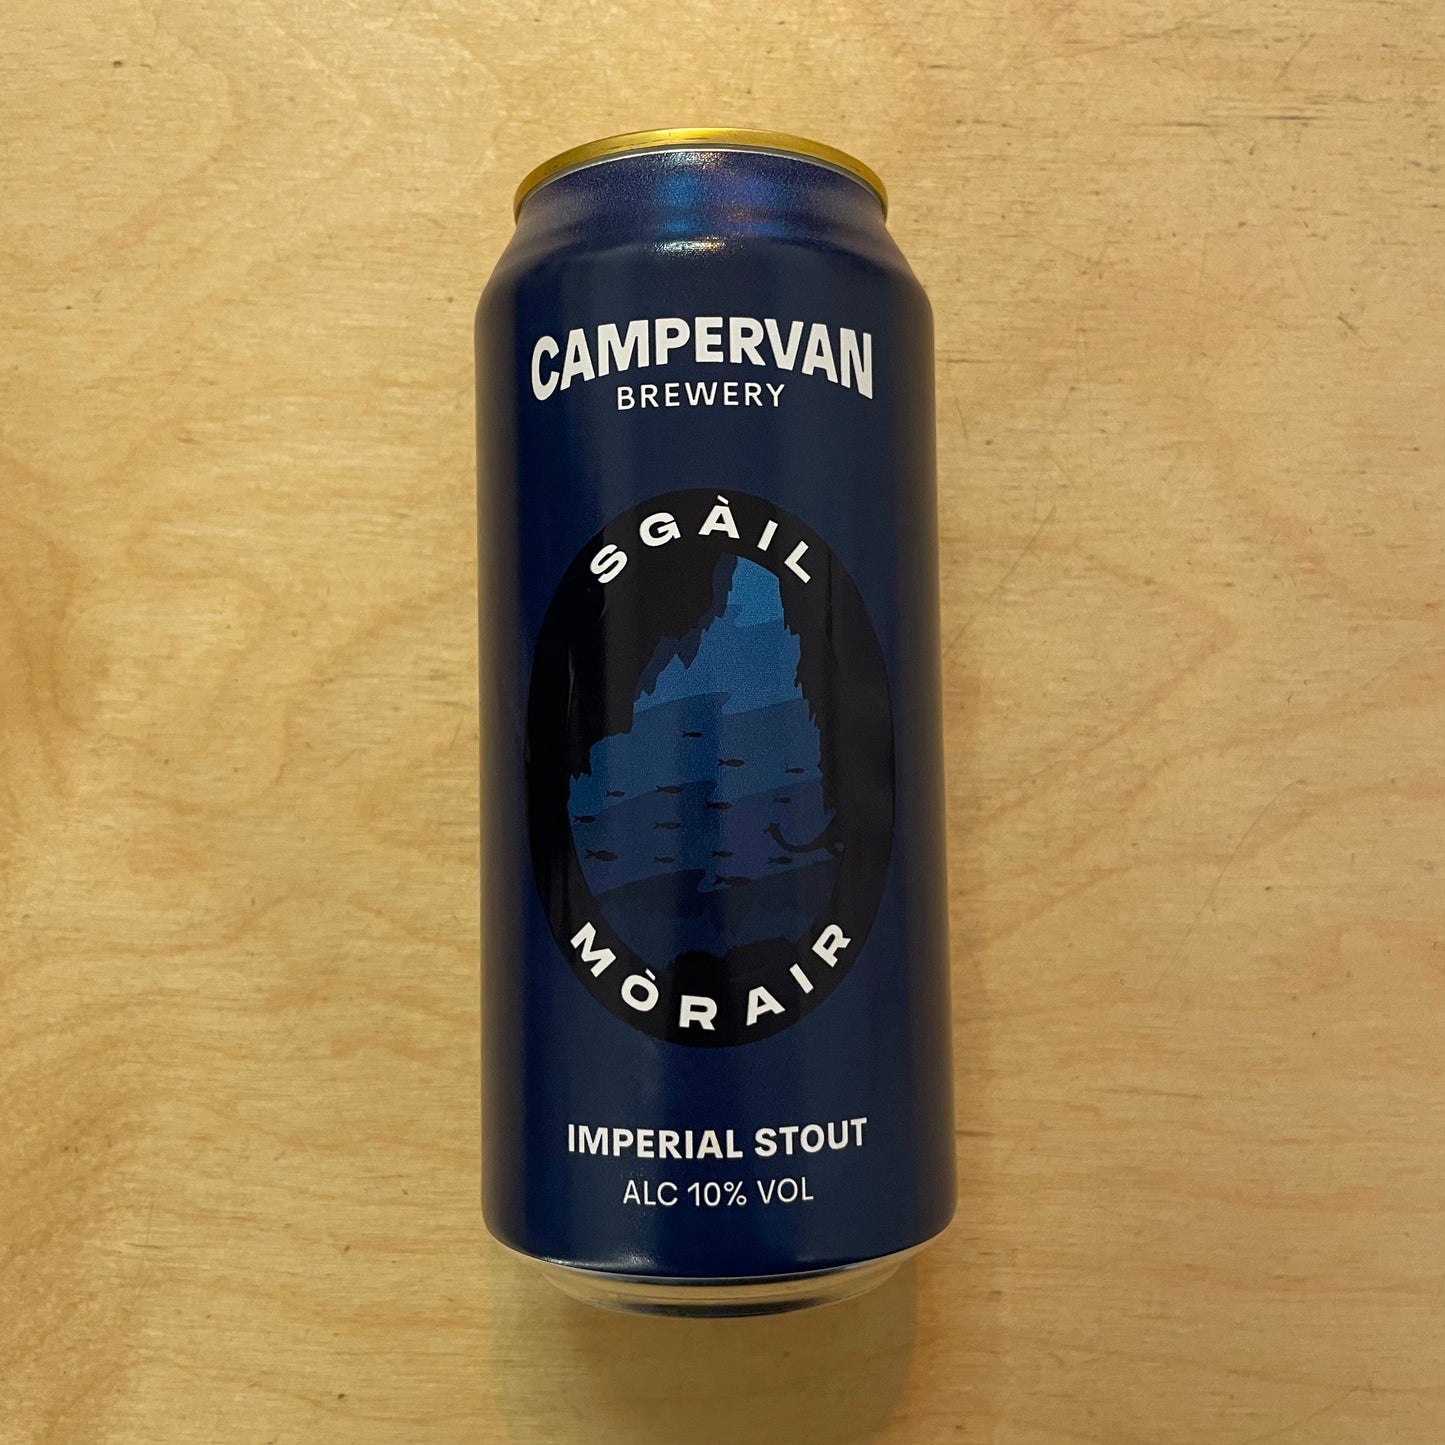 CAMPERVAN
BREWERY
SGÀIL
MÒRAIR
IMPERIAL STOUT
ALC 10% VOL